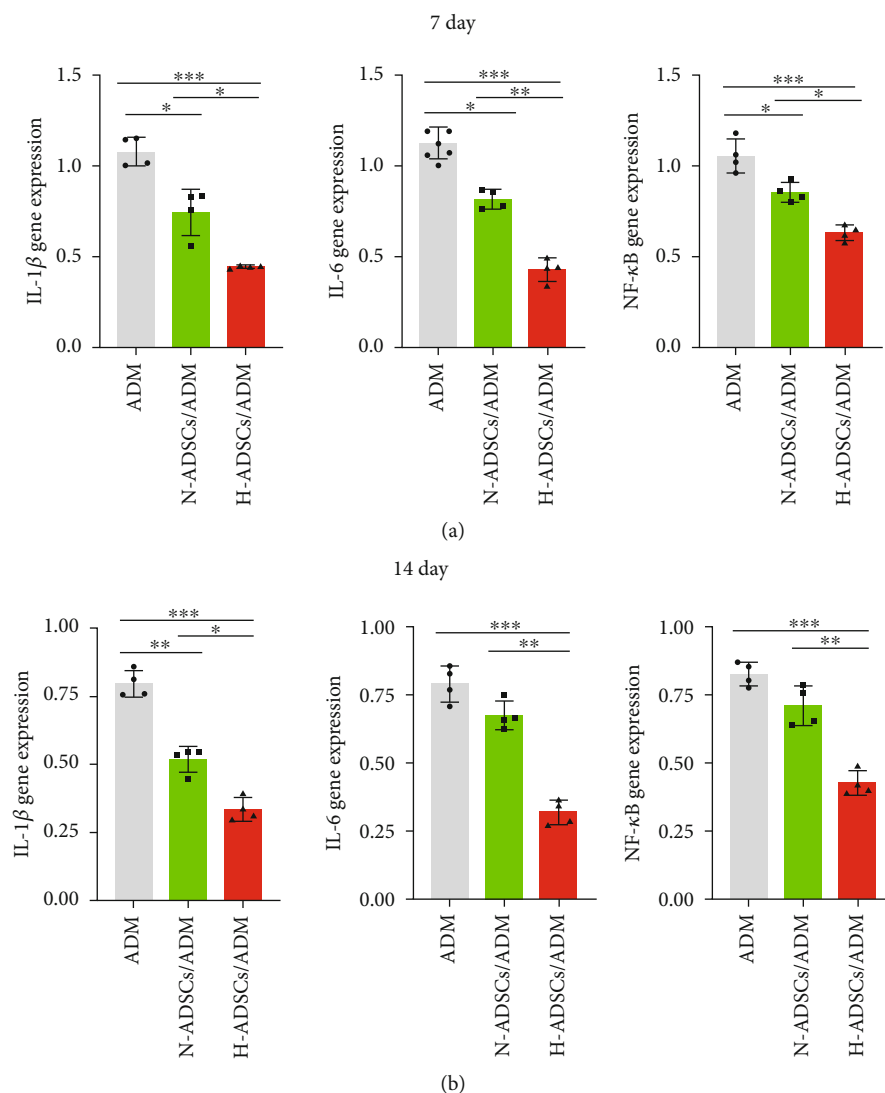 7 day
IL-1β gene expression
1.5
1.0
0.5
0.0
***
*
*
ADM
N-ADSCs/ADM
H-ADSCs/ADM
IL-6 gene expression
1.5
1.0
0.5
0.0
***
**
*
ADM
N-ADSCs/ADM
H-ADSCs/ADM
NF-κB gene expression
1.5
1.0
0.5
0.0
***
*
*
ADM
N-ADSCs/ADM
H-ADSCs/ADM
(a)
14 day
IL-1β gene expression
1.00
0.75
0.50
0.25
0.00
***
*
**
ADM
N-ADSCs/ADM
H-ADSCs/ADM
IL-6 gene expression
1.00
0.75
0.50
0.25
0.00
***
**
ADM
N-ADSCs/ADM
H-ADSCs/ADM
NF-κB gene expression
1.00
0.75
0.50
0.25
0.00
***
**
ADM
N-ADSCs/ADM
H-ADSCs/ADM
(b)